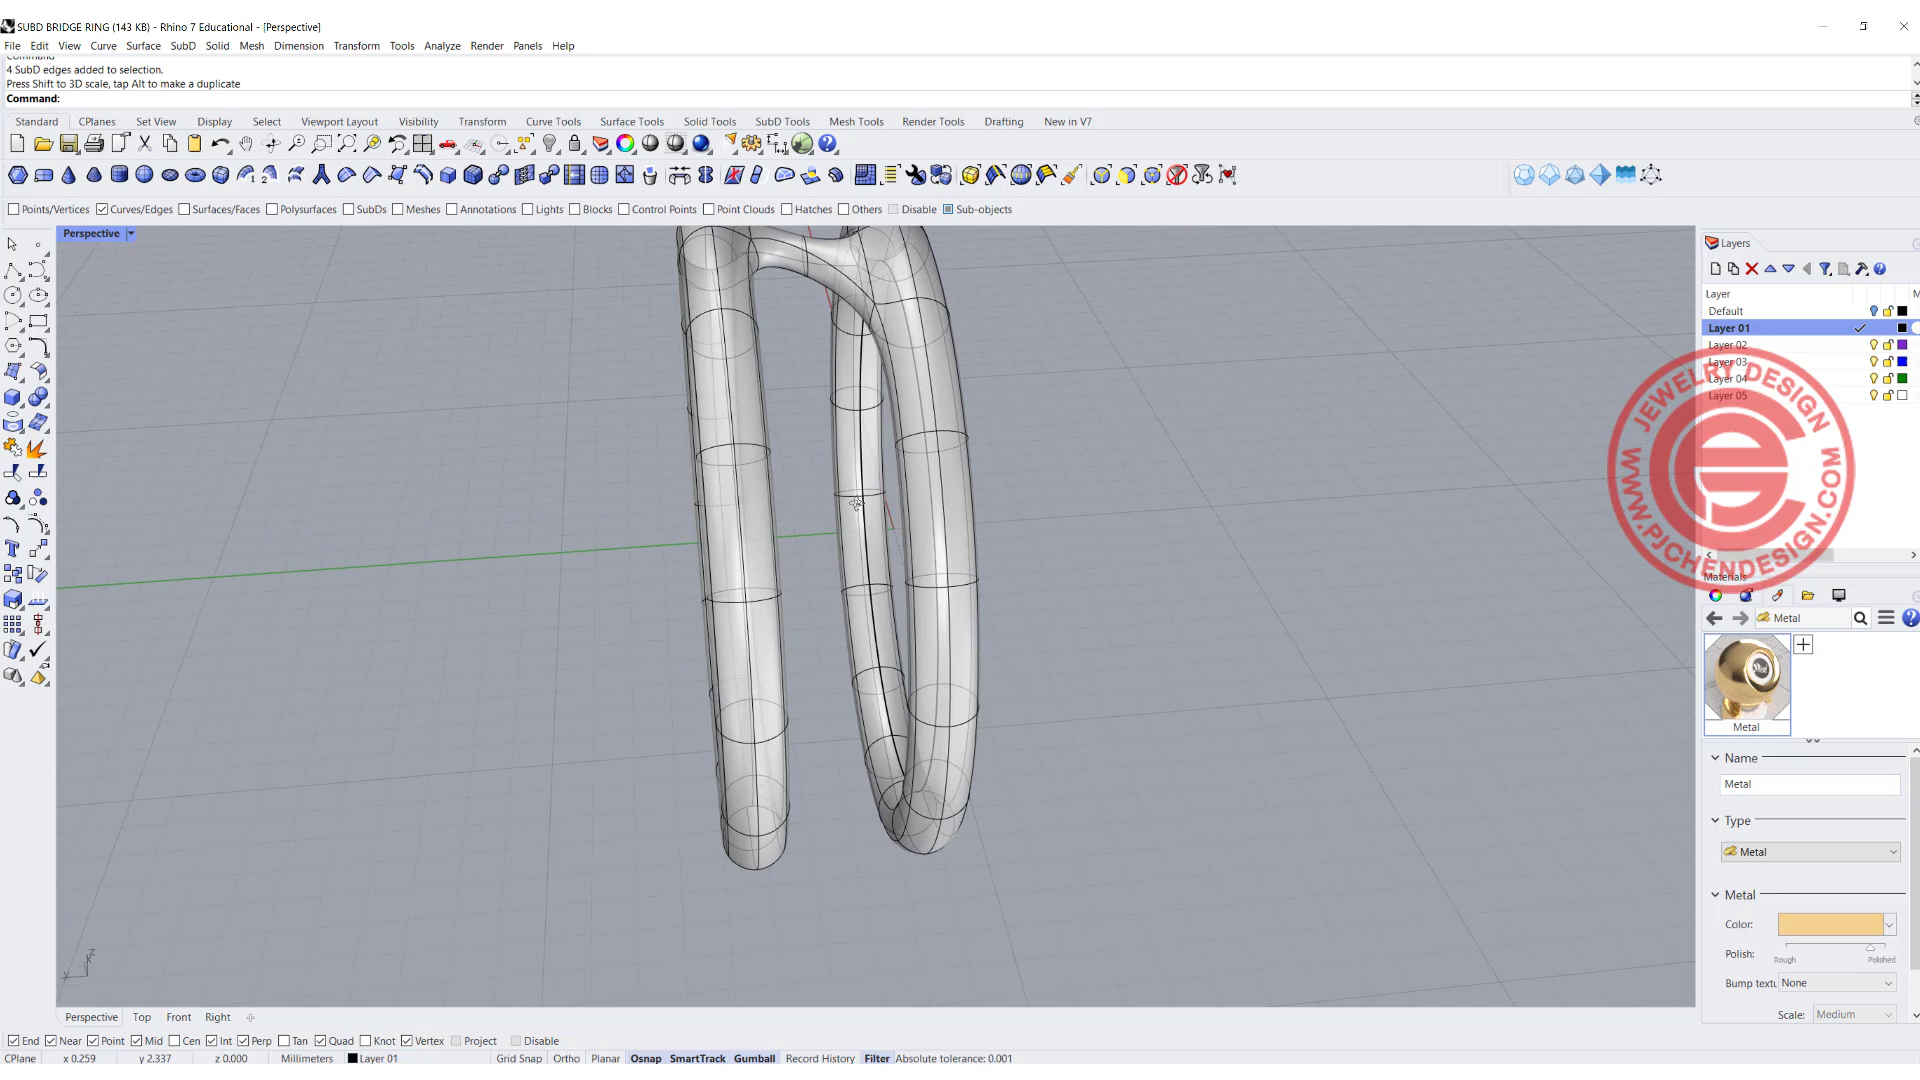 SUBD BRIDGE RING (143 KB) - Rhino 7 Educational - [Perspective]
File Edit View Curve Surface SubD Solid Mesh Dimension Transform Tools Analyze Render Panels Help
Command
4 SubD edges added to selection.
Press Shift to 3D scale, tap Alt to make a duplicate
Command:
Standard CPlanes Set View Display Select Viewport Layout Visibility Transform Curve Tools Surface Tools Solid Tools SubD Tools Mesh Tools Render Tools Drafting New in V7
Points/Vertices Curves/Edges Surfaces/Faces Polysurfaces SubDs Meshes Annotations Lights Blocks Control Points Point Clouds Hatches Others Disable Sub-objects
Perspective
Layers
Layer M
Default
Layer 01
Layer 02
Layer 03
Layer 04
Layer 05
JEWELRY DESIGN
WWW.PJCHENDESIGN.COM
Materials
Metal
Metal
Name
Metal
Type
Metal
Metal
Color:
Polish:
Rough Polished
Bump textu None
Scale: Medium
z
y
Perspective Top Front Right
End Near Point Mid Cen Int Perp Tan Quad Knot Vertex Project Disable
CPlane x 0.259 y 2.337 z 0.000 Millimeters Layer 01 Grid Snap Ortho Planar Osnap SmartTrack Gumball Record History Filter Absolute tolerance: 0.001